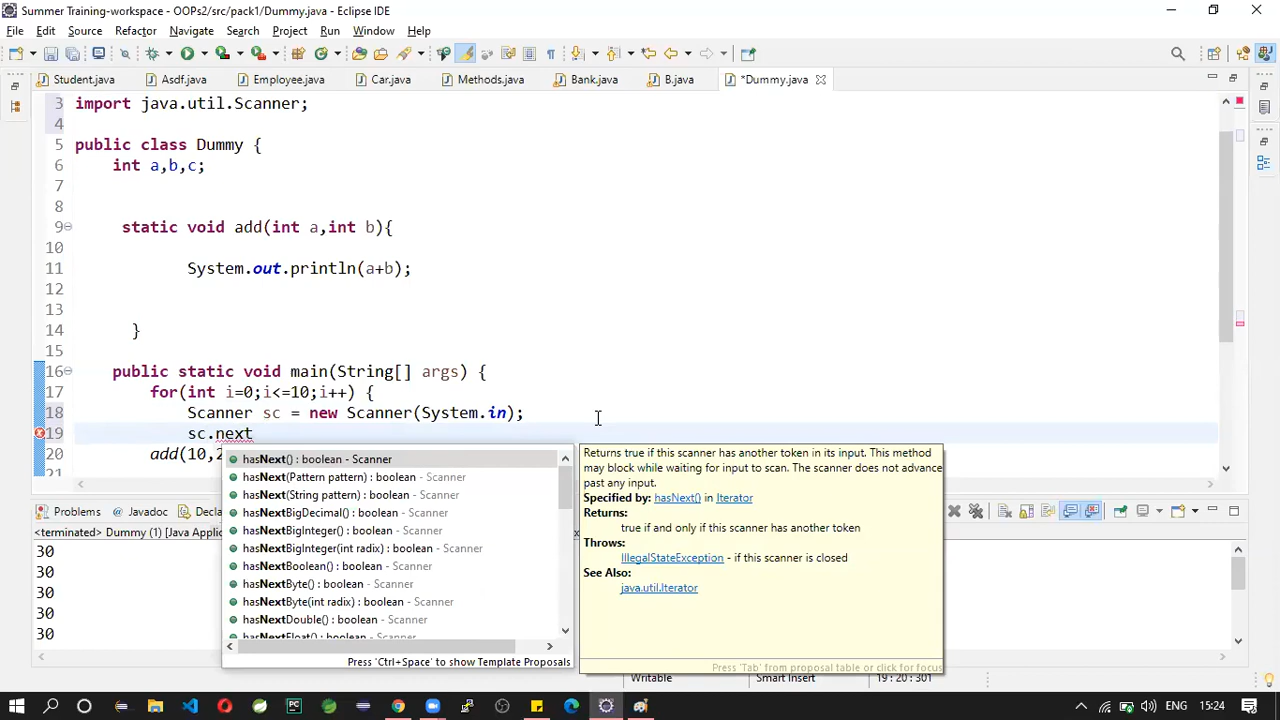 Summer Training-workspace - OOPs2/src/pack1/Dummy.java - Eclipse IDE
File Edit Source Refactor Navigate Search Project Run Window Help
Student.java Asdf.java Employee.java Car.java Methods.java Bank.java B.java *Dummy.java
3 import java.util.Scanner;
4
5 public class Dummy {
6 int a,b,c;
7
8
9 static void add(int a,int b){
10
11 System.out.println(a+b);
12
13
14 }
15
16 public static void main(String[] args) {
17 for(int i=0;i<=10;i++) {
18 Scanner sc = new Scanner(System.in);
19 sc.next
20 add(10,2
21
hasNext() : boolean - Scanner
hasNext(Pattern pattern) : boolean - Scanner
hasNext(String pattern) : boolean - Scanner
hasNextBigDecimal() : boolean - Scanner
hasNextBigInteger() : boolean - Scanner
hasNextBigInteger(int radix) : boolean - Scanner
hasNextBoolean() : boolean - Scanner
hasNextByte() : boolean - Scanner
hasNextByte(int radix) : boolean - Scanner
hasNextDouble() : boolean - Scanner
hasNextFloat() : boolean - Scanner
Press 'Ctrl+Space' to show Template Proposals
Returns true if this scanner has another token in its input. This method
may block while waiting for input to scan. The scanner does not advance
past any input.
Specified by: hasNext() in Iterator
Returns:
true if and only if this scanner has another token
Throws:
IllegalStateException - if this scanner is closed
See Also:
java.util.Iterator
Press 'Tab' from proposal table or click for focus
Problems Javadoc Decla
<terminated> Dummy (1) [Java Applic
30
30
30
30
30
Writable Smart Insert 19 : 20 : 301
ENG 15:24